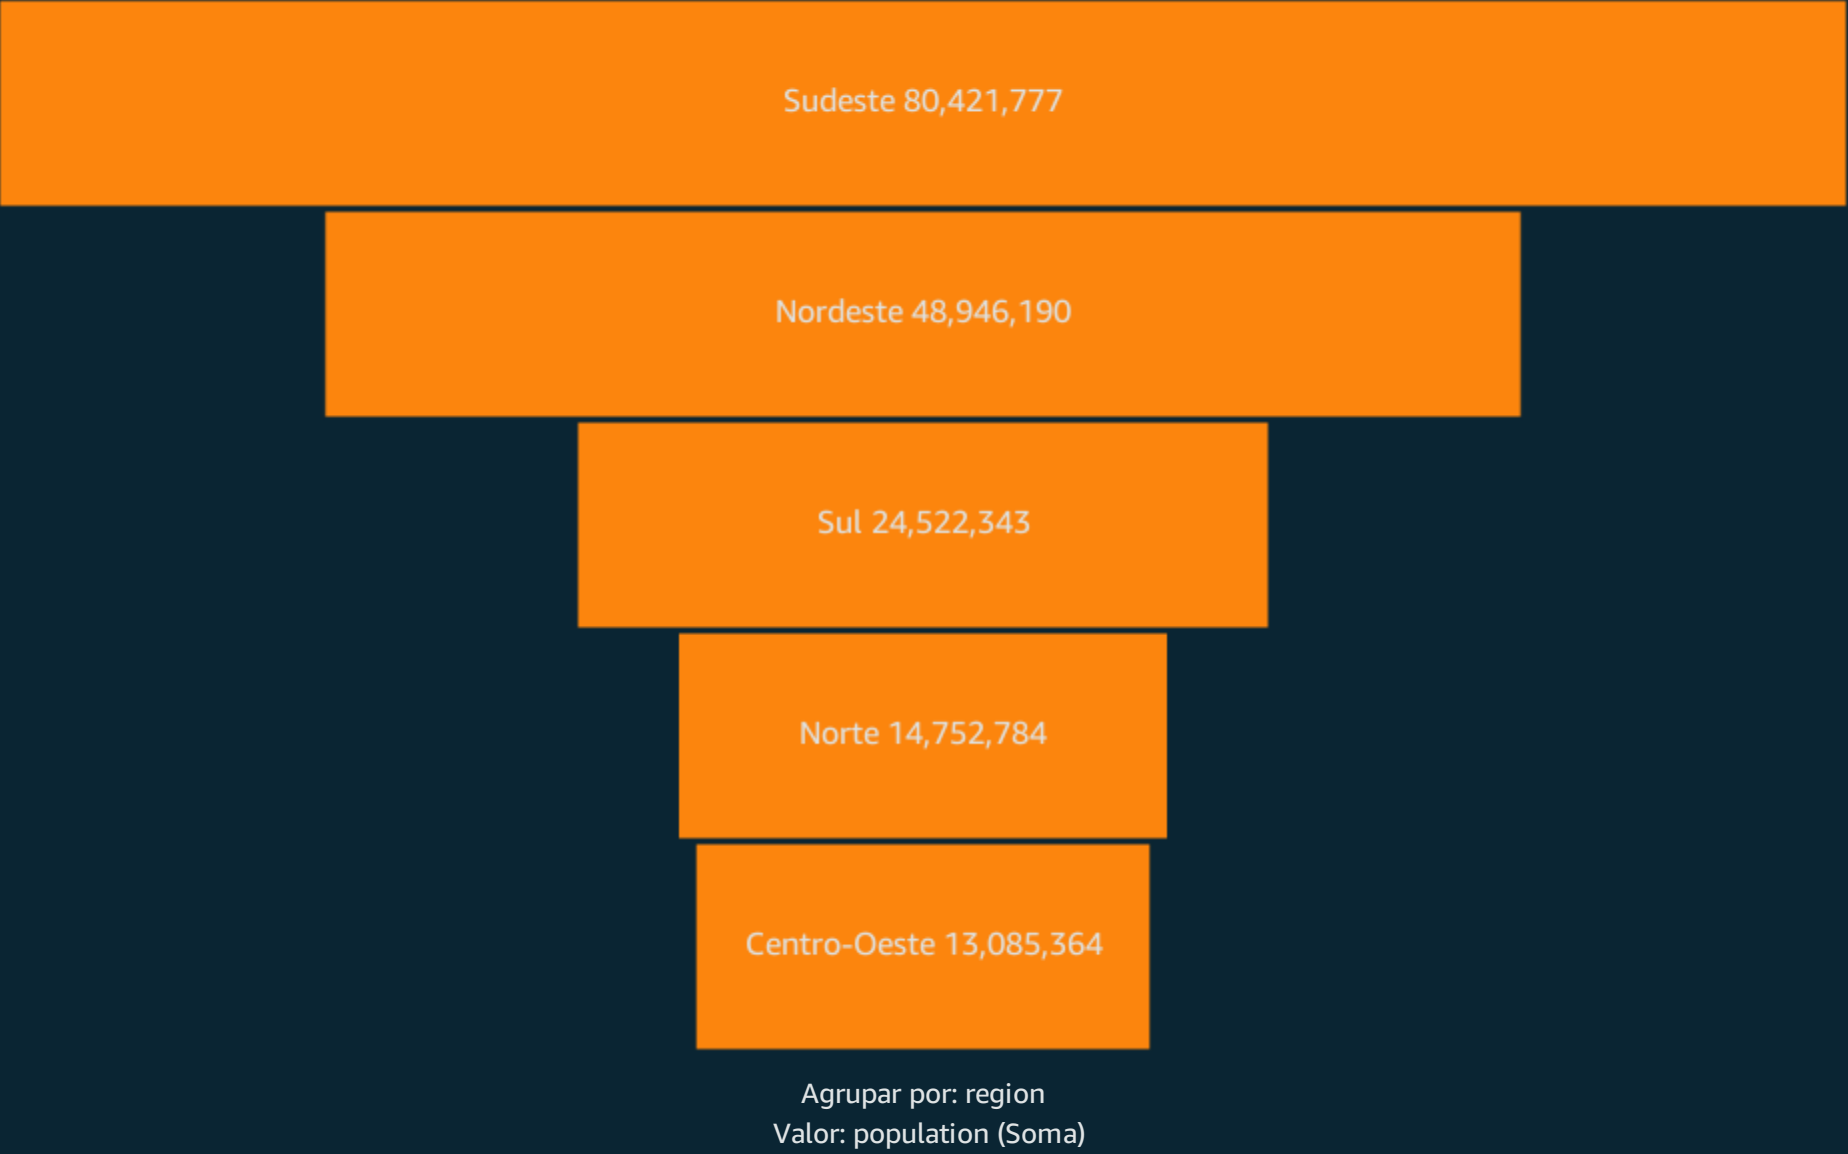 Sudeste 80,421,777
Nordeste 48,946,190
Sul 24,522,343
Norte 14,752,784
Centro-Oeste 13,085,364
Agrupar por: region
Valor: population (Soma)